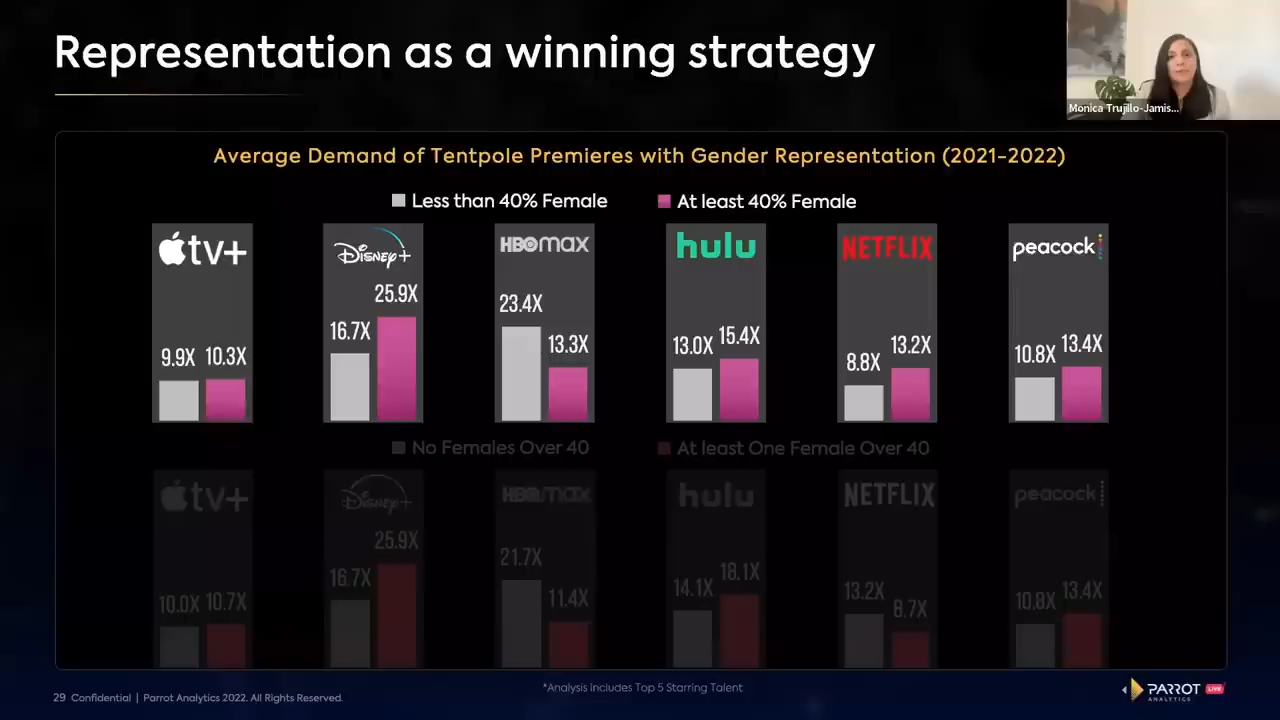 Representation as a winning strategy
Monica Trujillo-Jamis...
Average Demand of Tentpole Premieres with Gender Representation (2021-2022)
Less than 40% Female
At least 40% Female
tv+
Disney+
HBOmax
hulu
NETFLIX
peacock
9.9X 10.3X
16.7X 25.9X
23.4X 13.3X
13.0X 15.4X
8.8X 13.2X
10.8X 13.4X
No Females Over 40
At least One Female Over 40
tv+
Disney+
HBOmax
hulu
NETFLIX
peacock
10.0X 10.7X
16.7X 25.9X
21.7X 11.4X
14.1X 18.1X
13.2X 8.7X
10.8X 13.4X
*Analysis Includes Top 5 Starring Talent
29 Confidential | Parrot Analytics 2022. All Rights Reserved.
PARROT LIVE
ANALYTICS